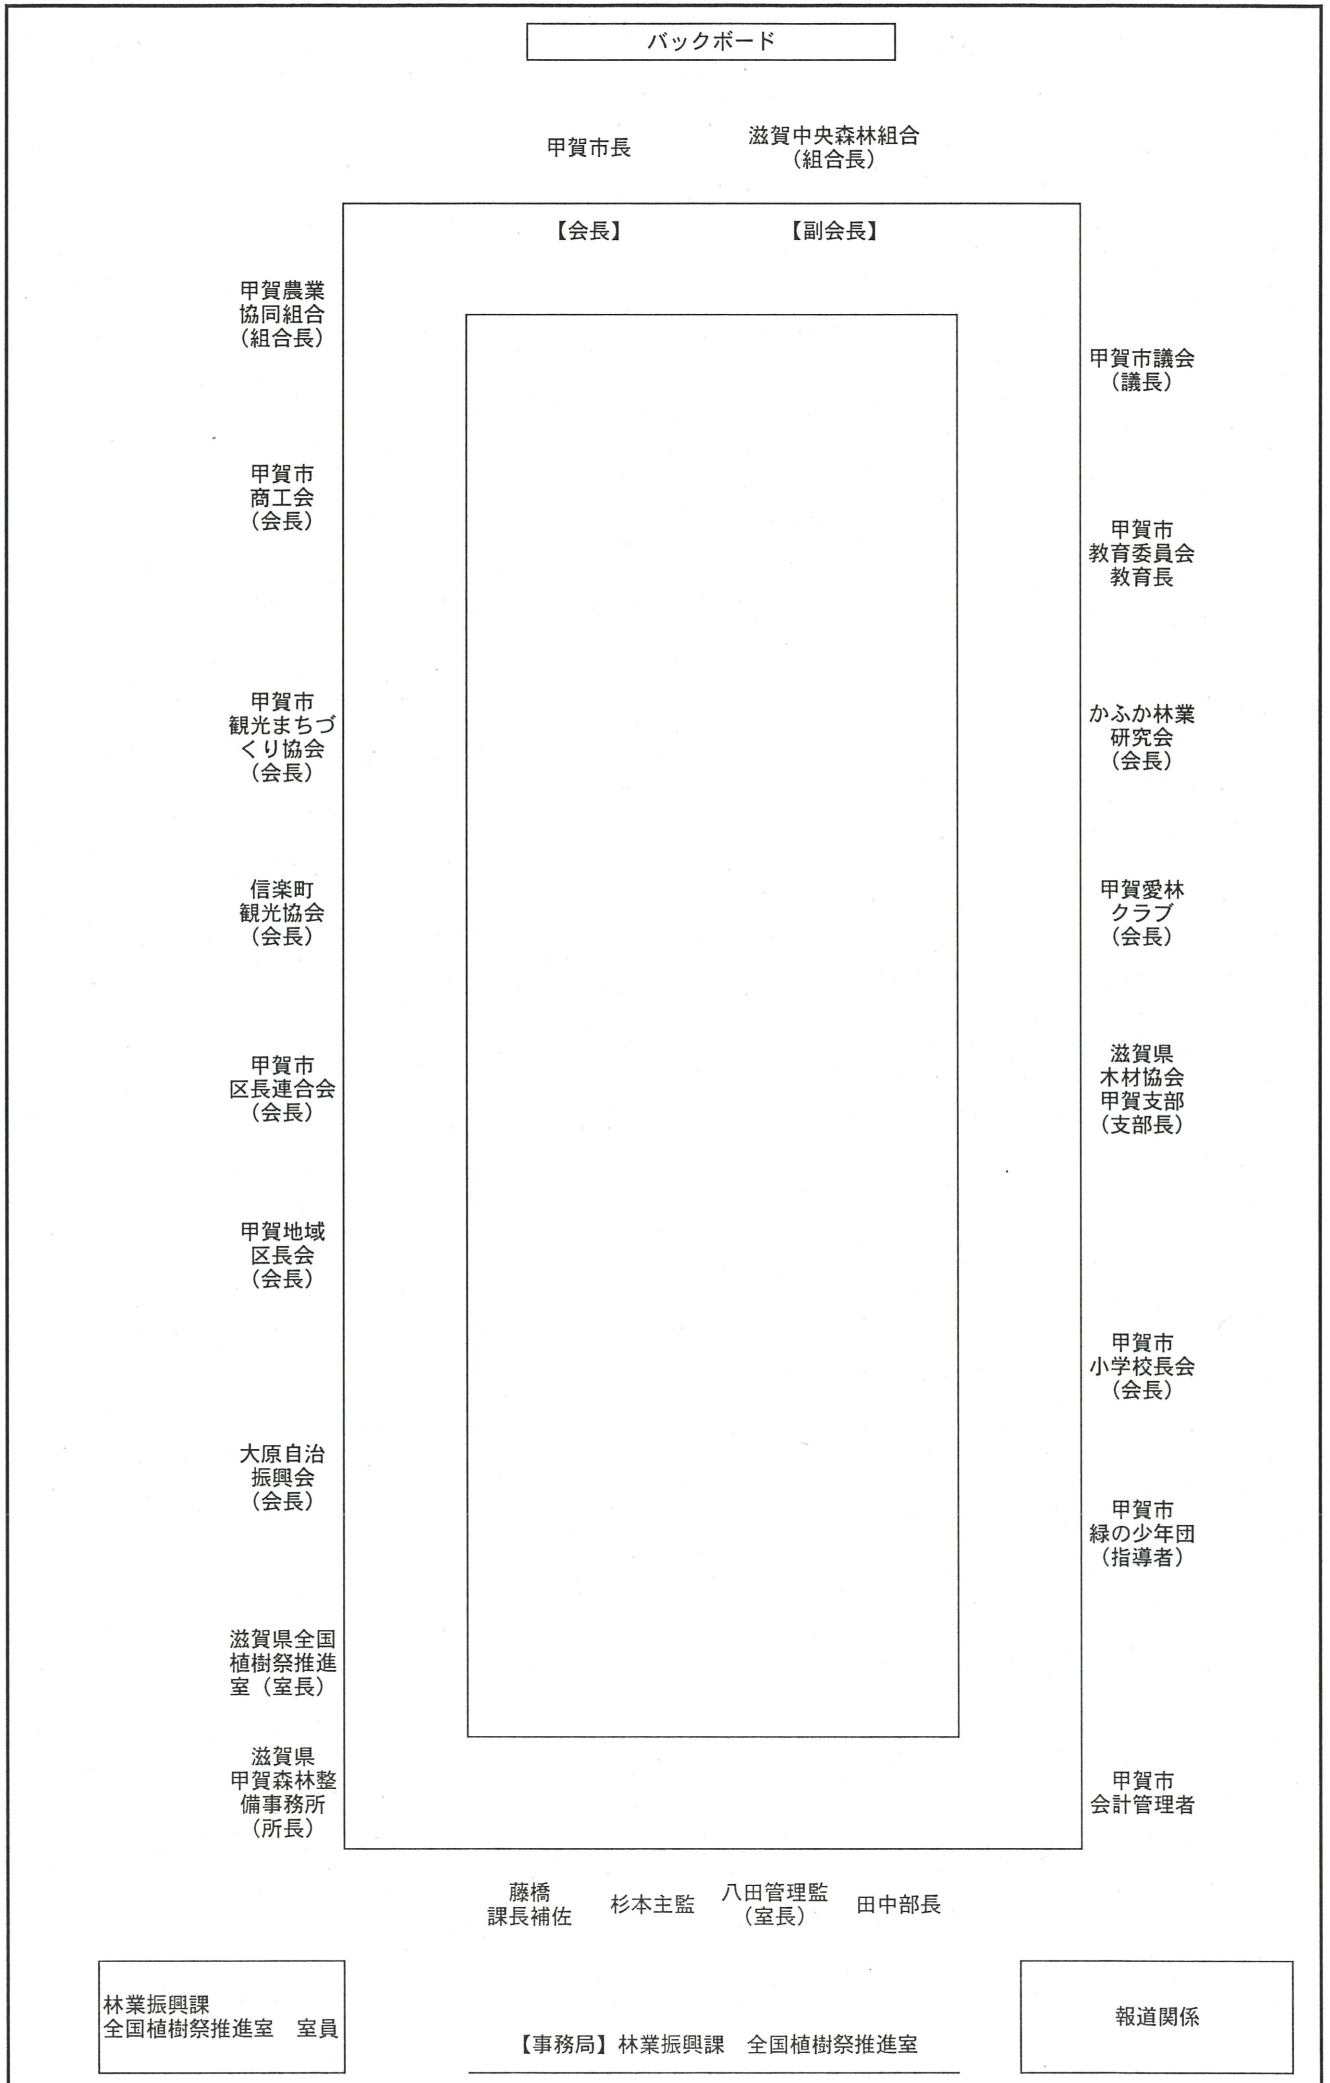 バックボード
甲賀市長
滋賀中央森林組合
（組合長）
【会長】
【副会長】
甲賀農業
協同組合
（組合長）
甲賀市
商工会
（会長）
甲賀市
観光まちづ
くり協会
（会長）
信楽町
観光協会
（会長）
甲賀市
区長連合会
（会長）
甲賀地域
区長会
（会長）
大原自治
振興会
（会長）
滋賀県全国
植樹祭推進
室（室長）
滋賀県
甲賀森林整
備事務所
（所長）
甲賀市議会
（議長）
甲賀市
教育委員会
教育長
かふか林業
研究会
（会長）
甲賀愛林
クラブ
（会長）
滋賀県
木材協会
甲賀支部
（支部長）
甲賀市
小学校長会
（会長）
甲賀市
緑の少年団
（指導者）
甲賀市
会計管理者
藤橋
課長補佐
杉本主監
八田管理監
（室長）
田中部長
林業振興課
全国植樹祭推進室　室員
【事務局】林業振興課　全国植樹祭推進室
報道関係